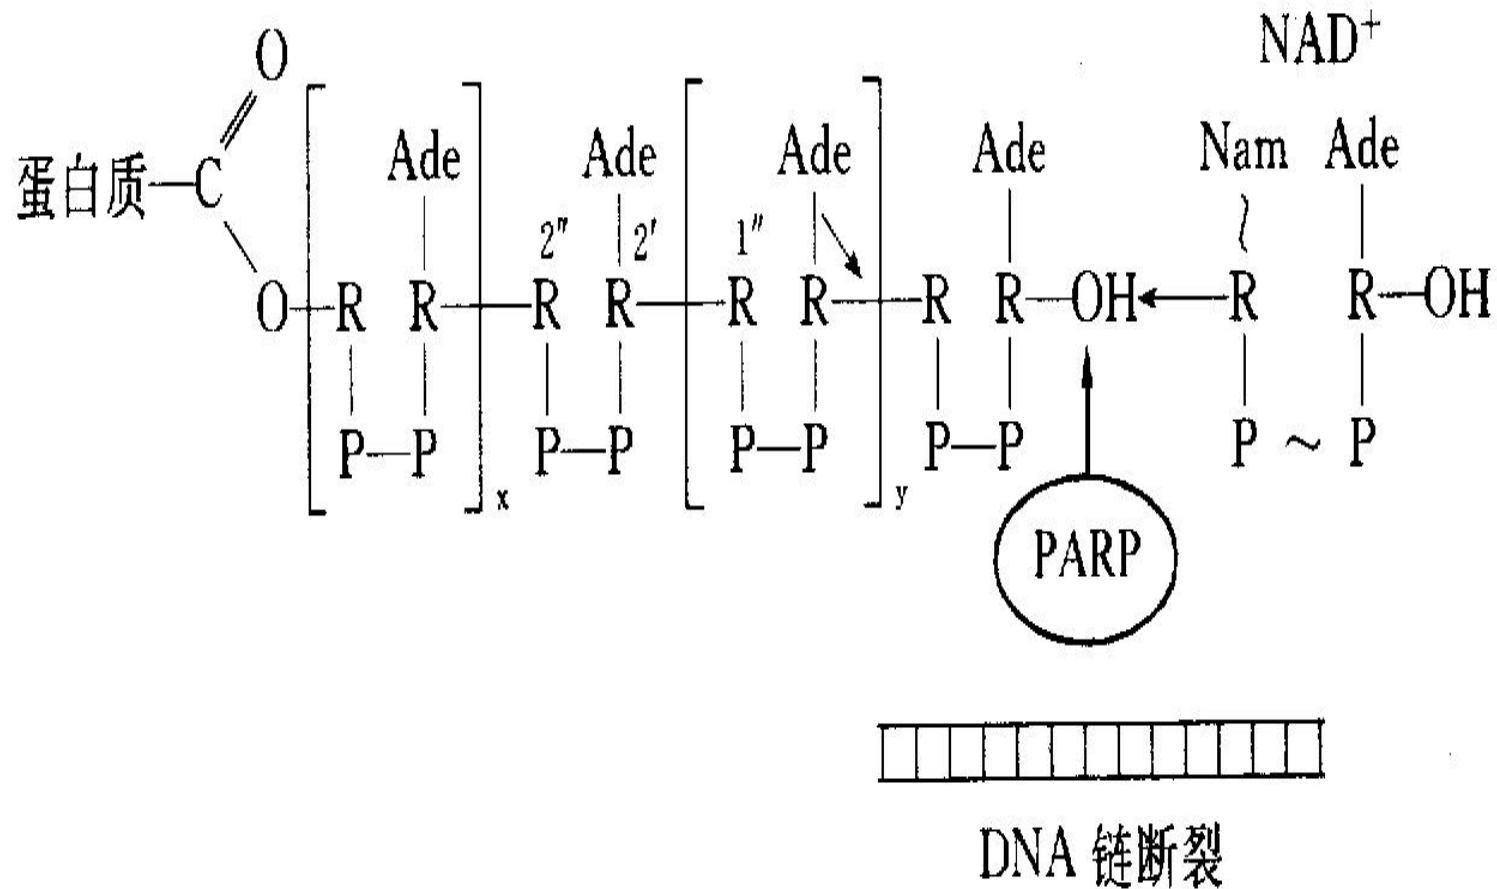 NAD⁺
O
Ade Ade Ade Ade Nam Ade
蛋白质—C
2″ 2′ 1″
O—R R—R R—R R—R R—OH R R—OH
P—P P—P P—P P—P P ~ P
x y
PARP
DNA 链断裂